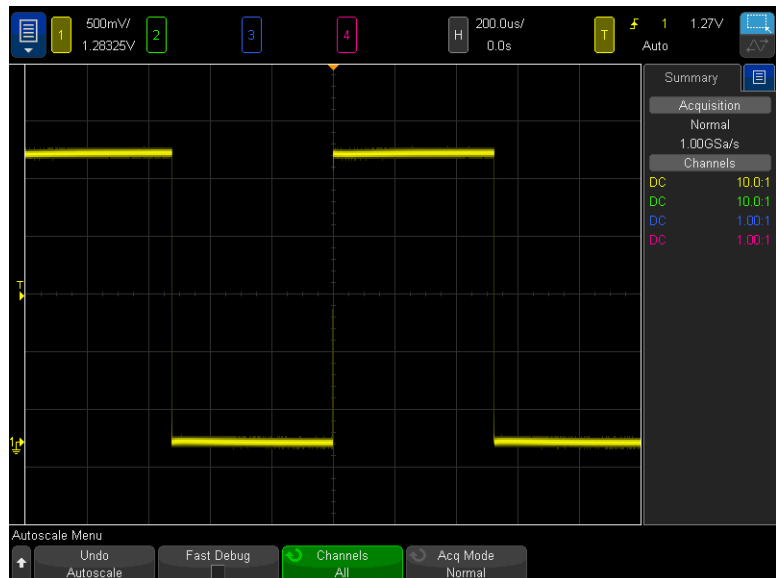 1 500mV/ 2 3 4 H 200.0us/ T 1 1.27V
1.28325V 0.0s Auto
Summary
Acquisition
Normal
1.00GSa/s
Channels
DC 10.0:1
DC 10.0:1
DC 1.00:1
DC 1.00:1
T
1
Autoscale Menu
Undo Autoscale
Fast Debug
Channels All
Acq Mode Normal